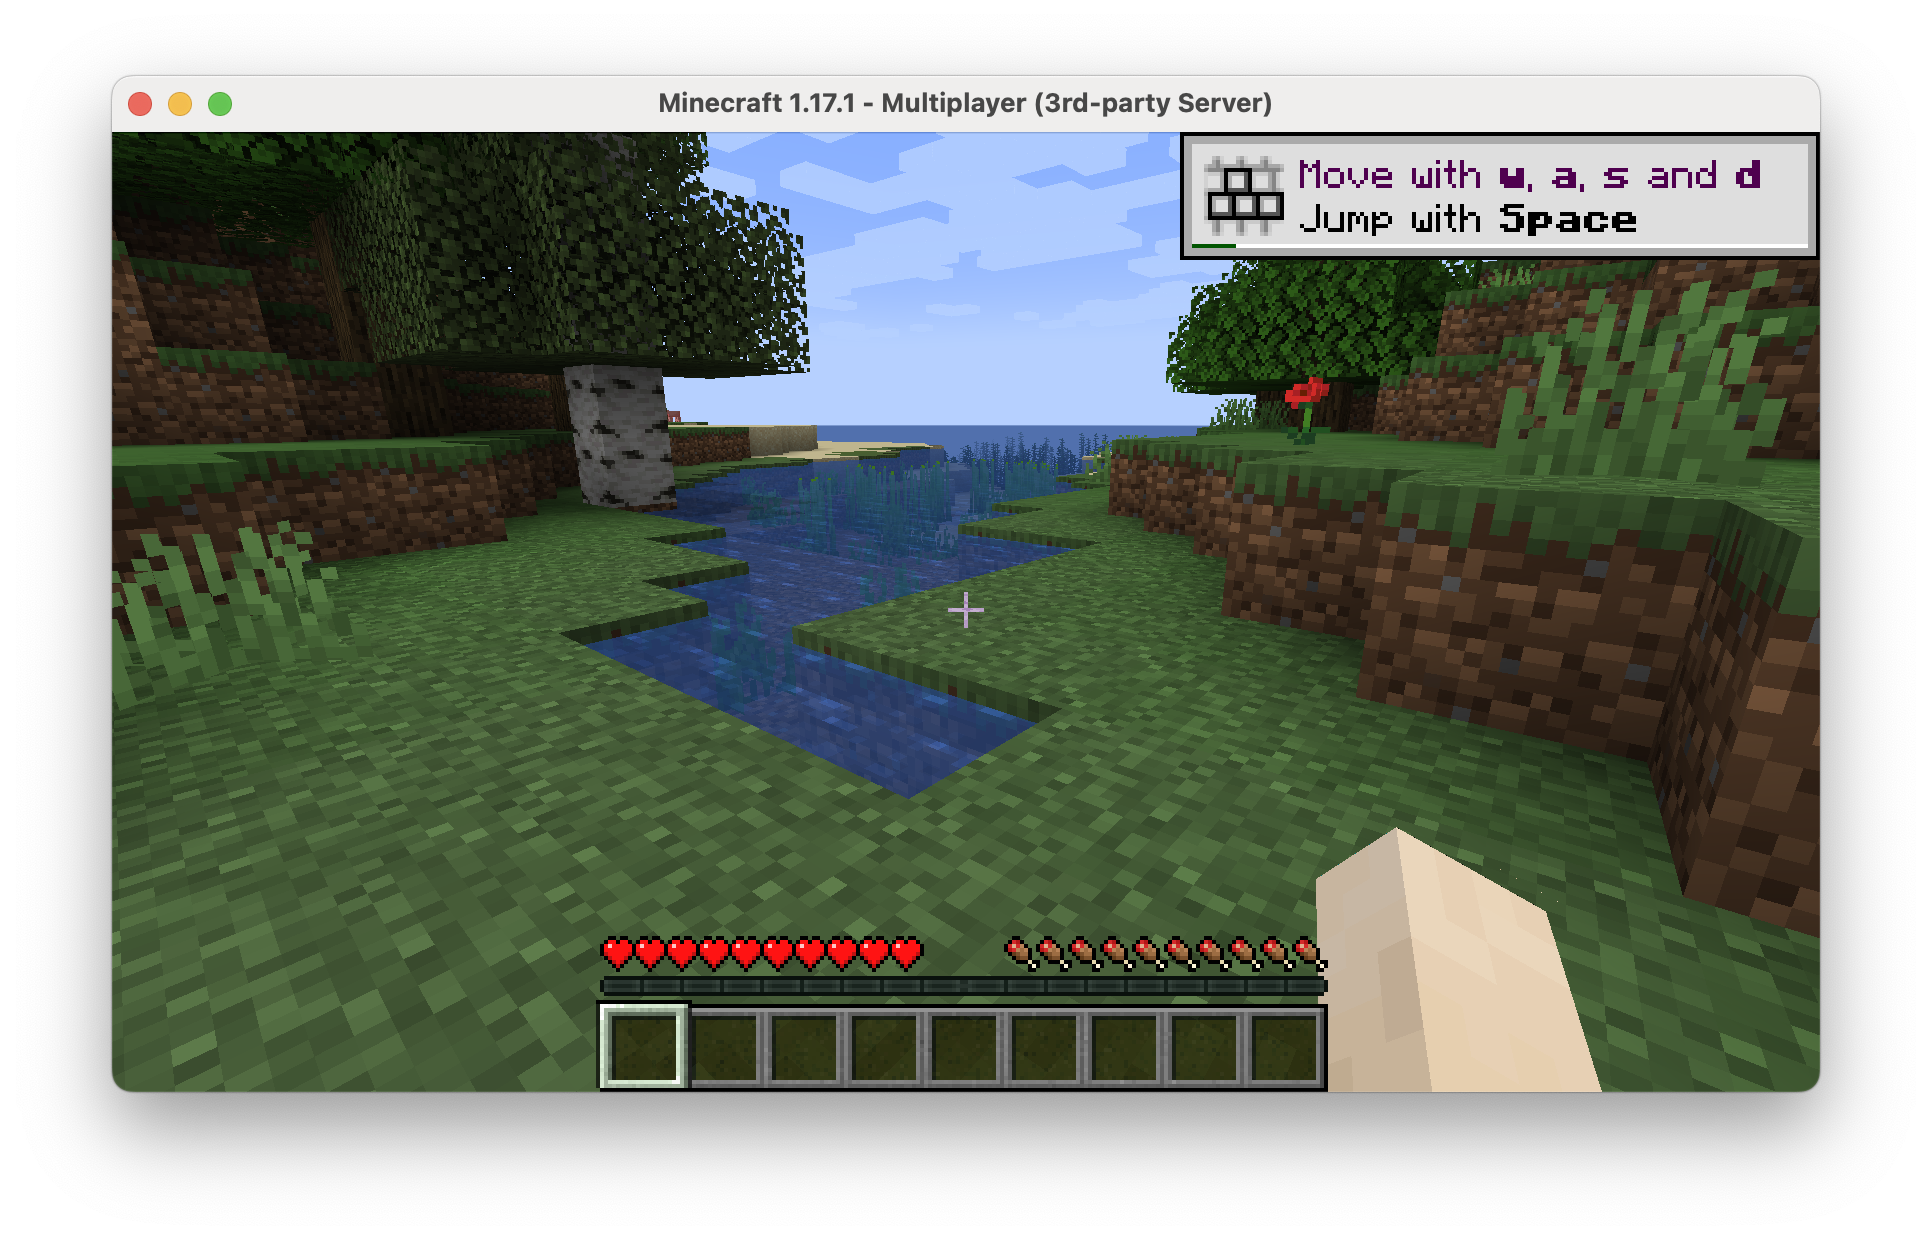 Minecraft 1.17.1 - Multiplayer (3rd-party Server)
Move with w, a, s and d
Jump with Space